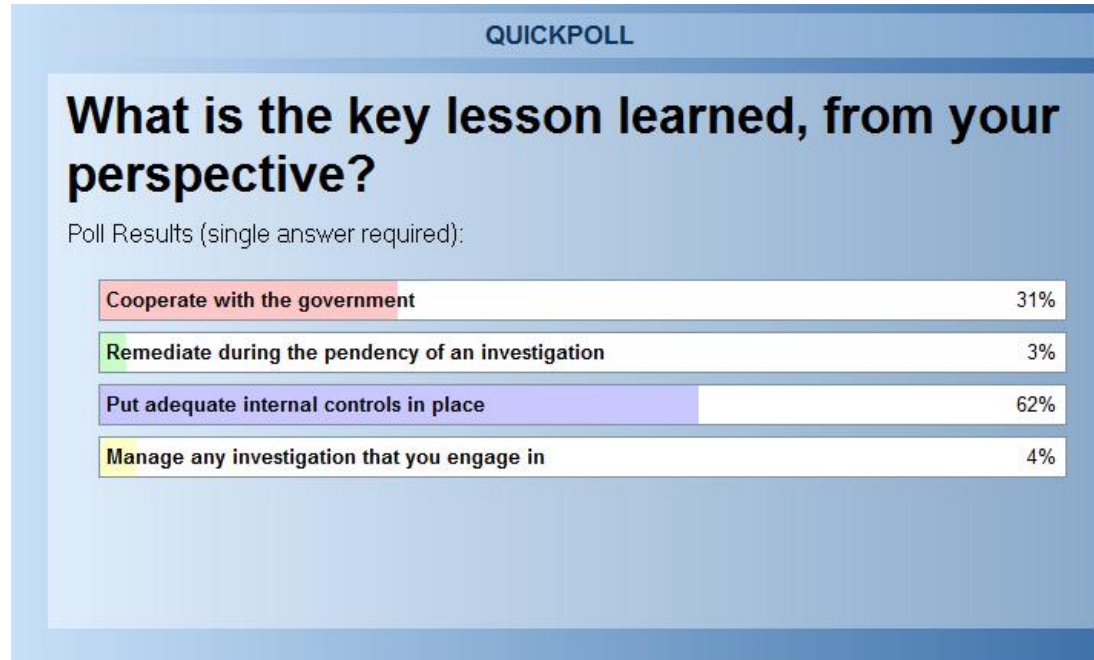 QUICKPOLL
What is the key lesson learned, from your
perspective?
Poll Results (single answer required):
Cooperate with the government 31%
Remediate during the pendency of an investigation 3%
Put adequate internal controls in place 62%
Manage any investigation that you engage in 4%